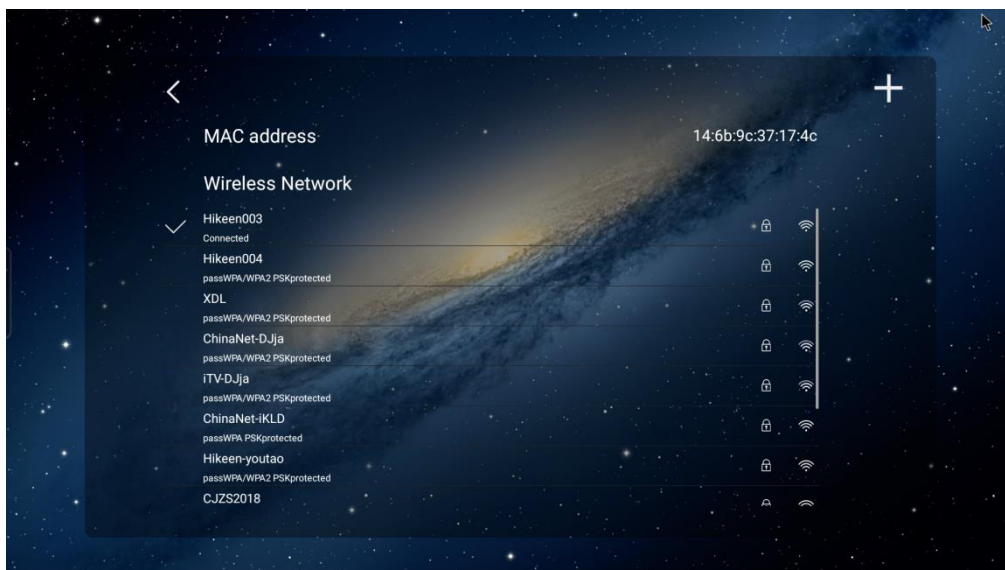 MAC address 14:6b:9c:37:17:4c
Wireless Network
Hikeen003
Connected
Hikeen004
passWPA/WPA2 PSKprotected
XDL
passWPA/WPA2 PSKprotected
ChinaNet-DJja
passWPA/WPA2 PSKprotected
iTV-DJja
passWPA/WPA2 PSKprotected
ChinaNet-iKLD
passWPA PSKprotected
Hikeen-youtao
passWPA/WPA2 PSKprotected
CJZS2018